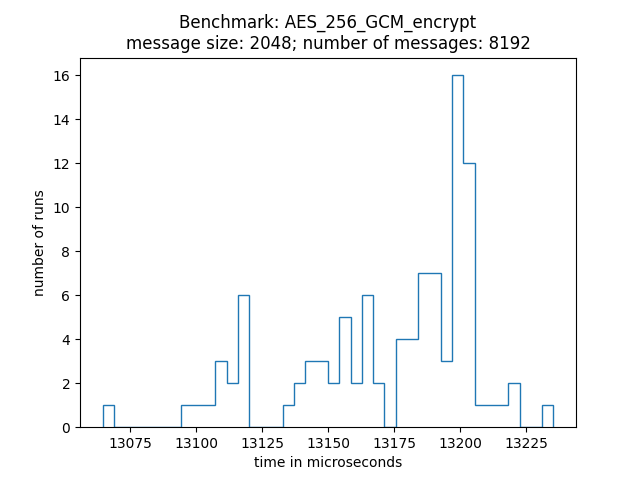 Benchmark: AES_256_GCM_encrypt
message size: 2048; number of messages: 8192
16
14
12
10
8
6
4
2
0
number of runs
13075 13100 13125 13150 13175 13200 13225
time in microseconds